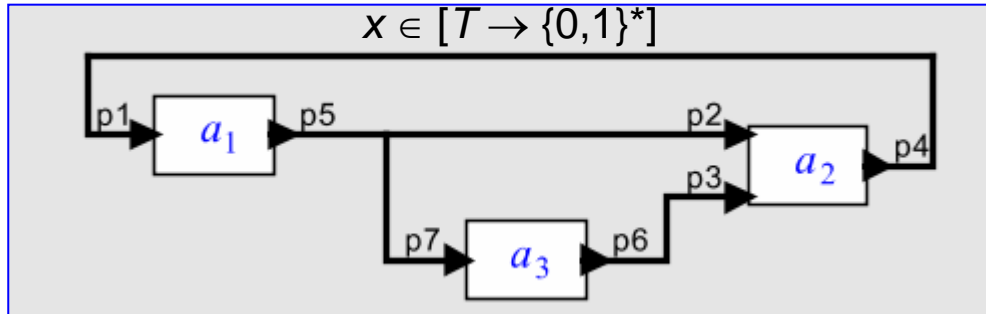 x ∈ [T → {0,1}*]
p1 a₁ p5 p2 a₂ p4
p3
p7 a₃ p6